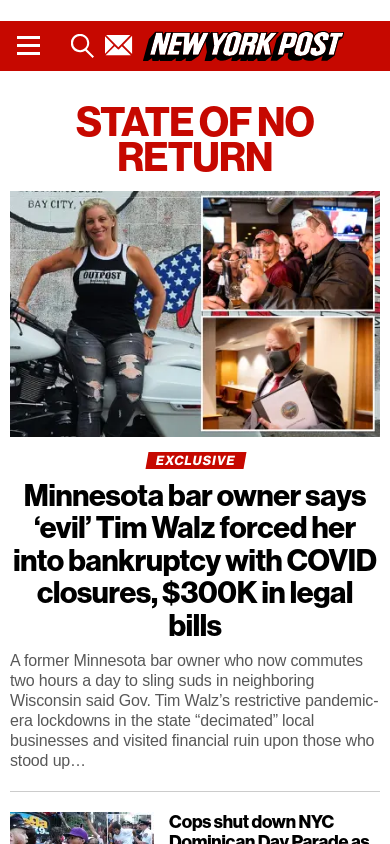 NEW YORK POST
STATE OF NO
RETURN
BAY CITY,
OUTPOST
EXCLUSIVE
Minnesota bar owner says
‘evil’ Tim Walz forced her
into bankruptcy with COVID
closures, $300K in legal
bills
A former Minnesota bar owner who now commutes
two hours a day to sling suds in neighboring
Wisconsin said Gov. Tim Walz’s restrictive pandemic-
era lockdowns in the state “decimated” local
businesses and visited financial ruin upon those who
stood up…
Cops shut down NYC
Dominican Day Parade as